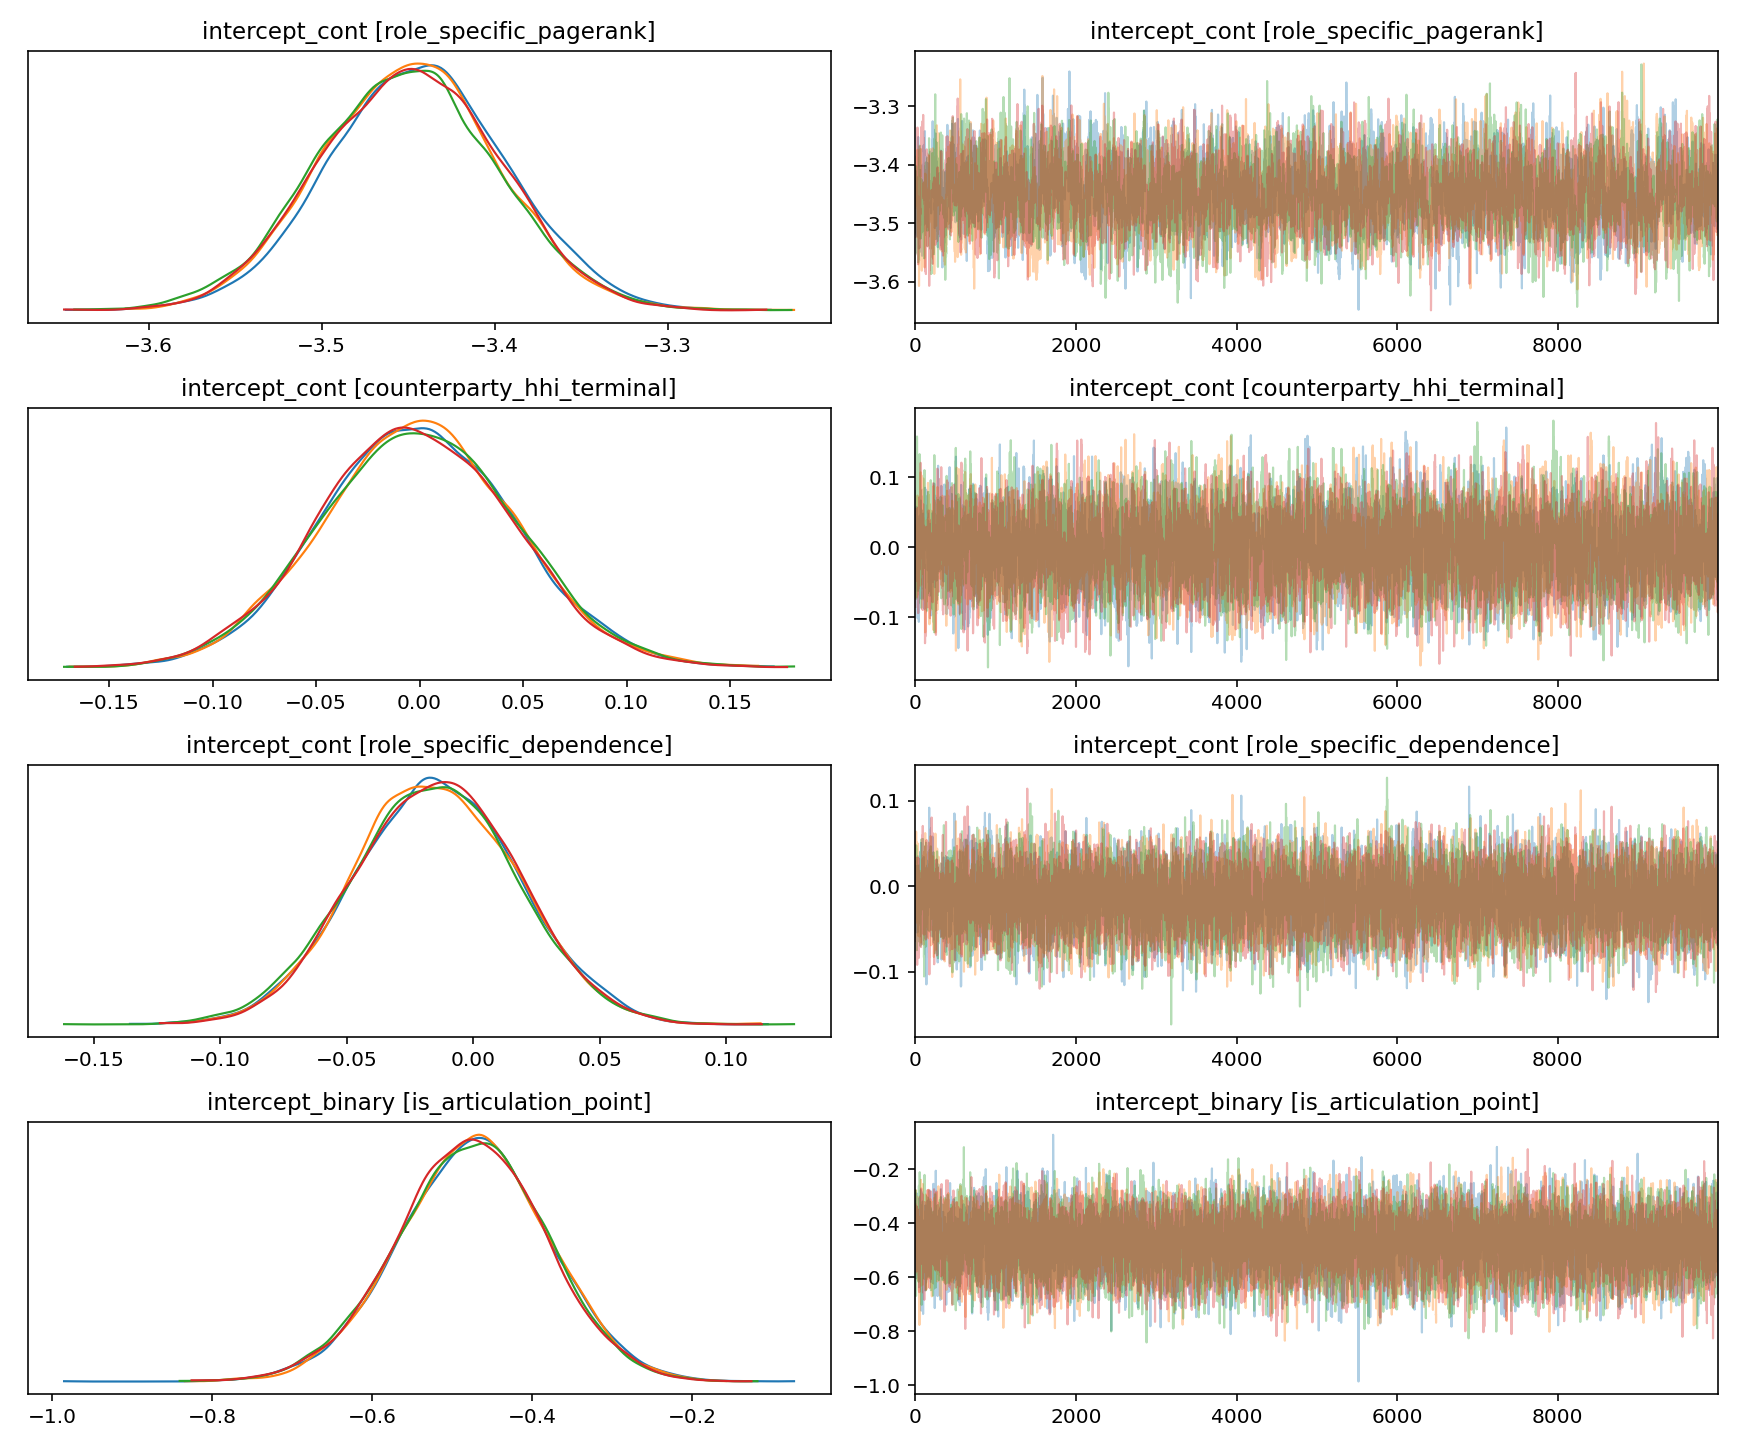 intercept_cont [role_specific_pagerank]
−3.6 −3.5 −3.4 −3.3
intercept_cont [role_specific_pagerank]
−3.3
−3.4
−3.5
−3.6
0 2000 4000 6000 8000
intercept_cont [counterparty_hhi_terminal]
−0.15 −0.10 −0.05 0.00 0.05 0.10 0.15
intercept_cont [counterparty_hhi_terminal]
0.1
0.0
−0.1
0 2000 4000 6000 8000
intercept_cont [role_specific_dependence]
−0.15 −0.10 −0.05 0.00 0.05 0.10
intercept_cont [role_specific_dependence]
0.1
0.0
−0.1
0 2000 4000 6000 8000
intercept_binary [is_articulation_point]
−1.0 −0.8 −0.6 −0.4 −0.2
intercept_binary [is_articulation_point]
−0.2
−0.4
−0.6
−0.8
−1.0
0 2000 4000 6000 8000